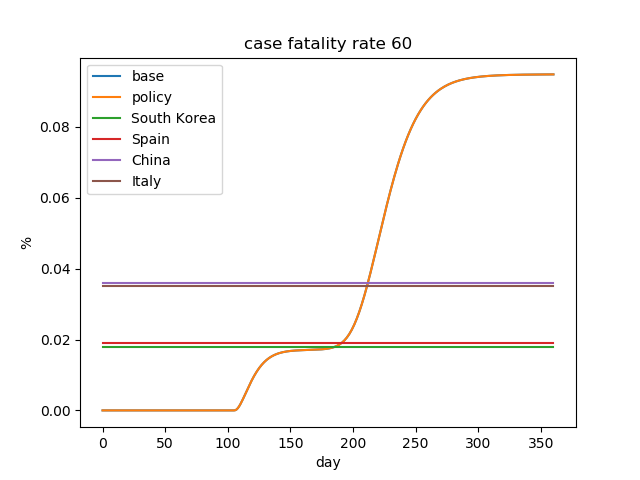 case fatality rate 60
base
policy
South Korea
Spain
China
Italy
%
0.08
0.06
0.04
0.02
0.00
0 50 100 150 200 250 300 350
day